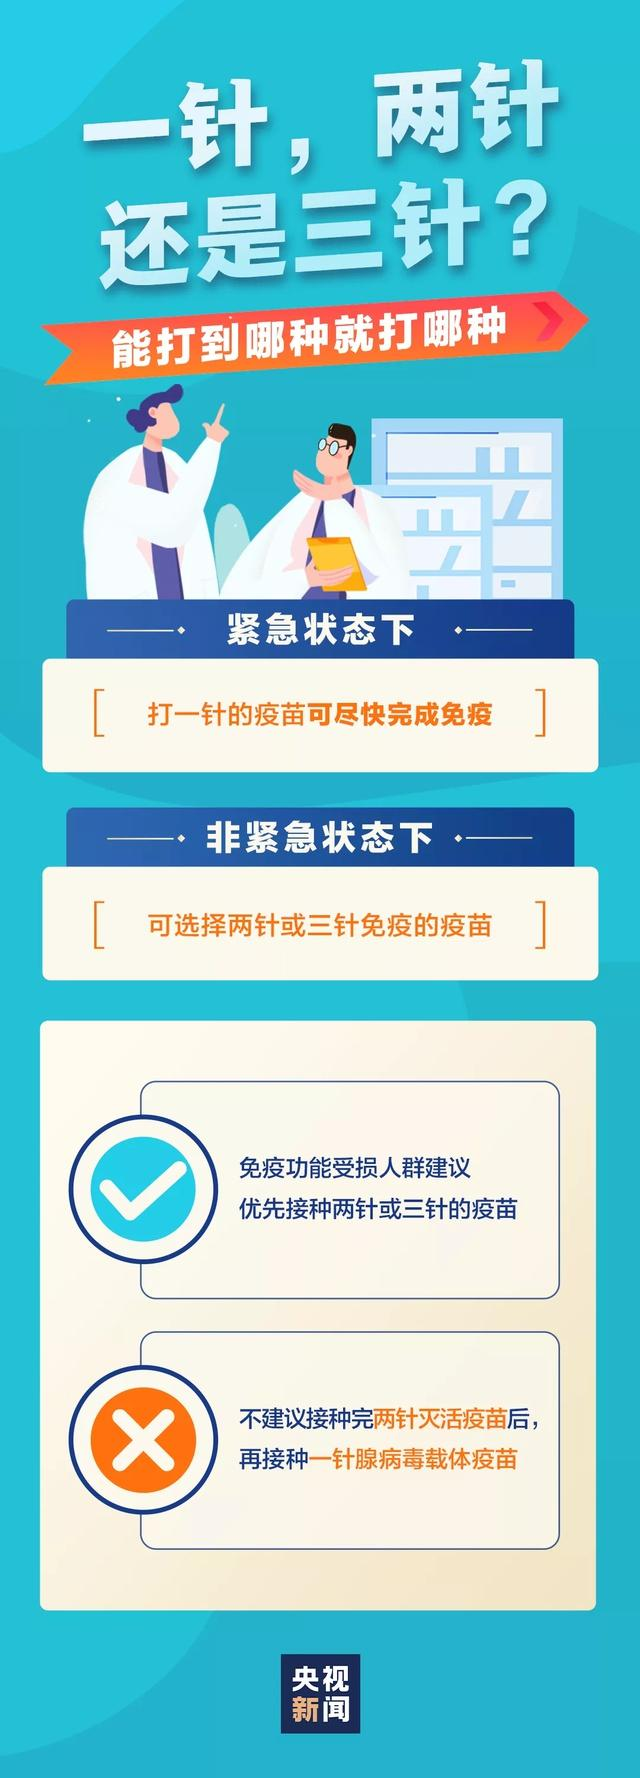 一针，两针
还是三针？
能打到哪种就打哪种
紧急状态下
打一针的疫苗可尽快完成免疫
非紧急状态下
可选择两针或三针免疫的疫苗
免疫功能受损人群建议
优先接种两针或三针的疫苗
不建议接种完两针灭活疫苗后，
再接种一针腺病毒载体疫苗
央视
新闻